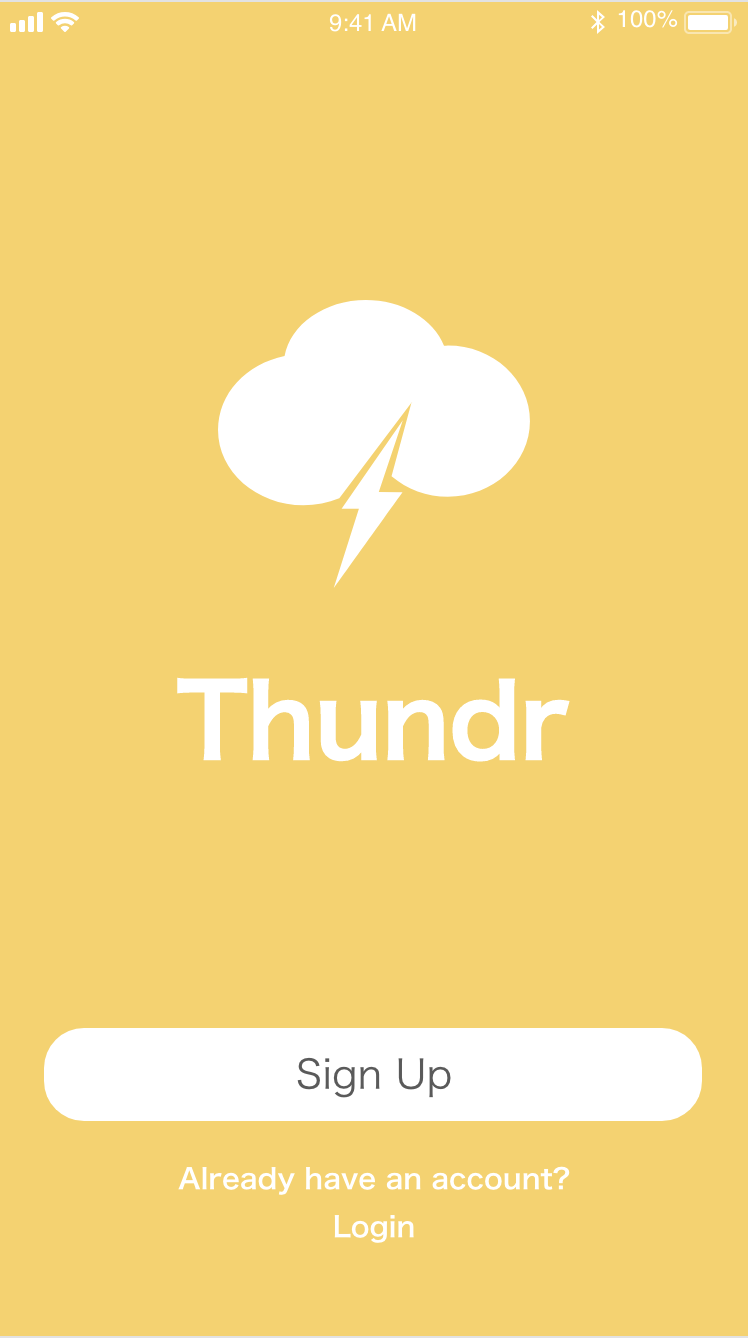 9:41 AM 100%
Thundr
Sign Up
Already have an account?
Login